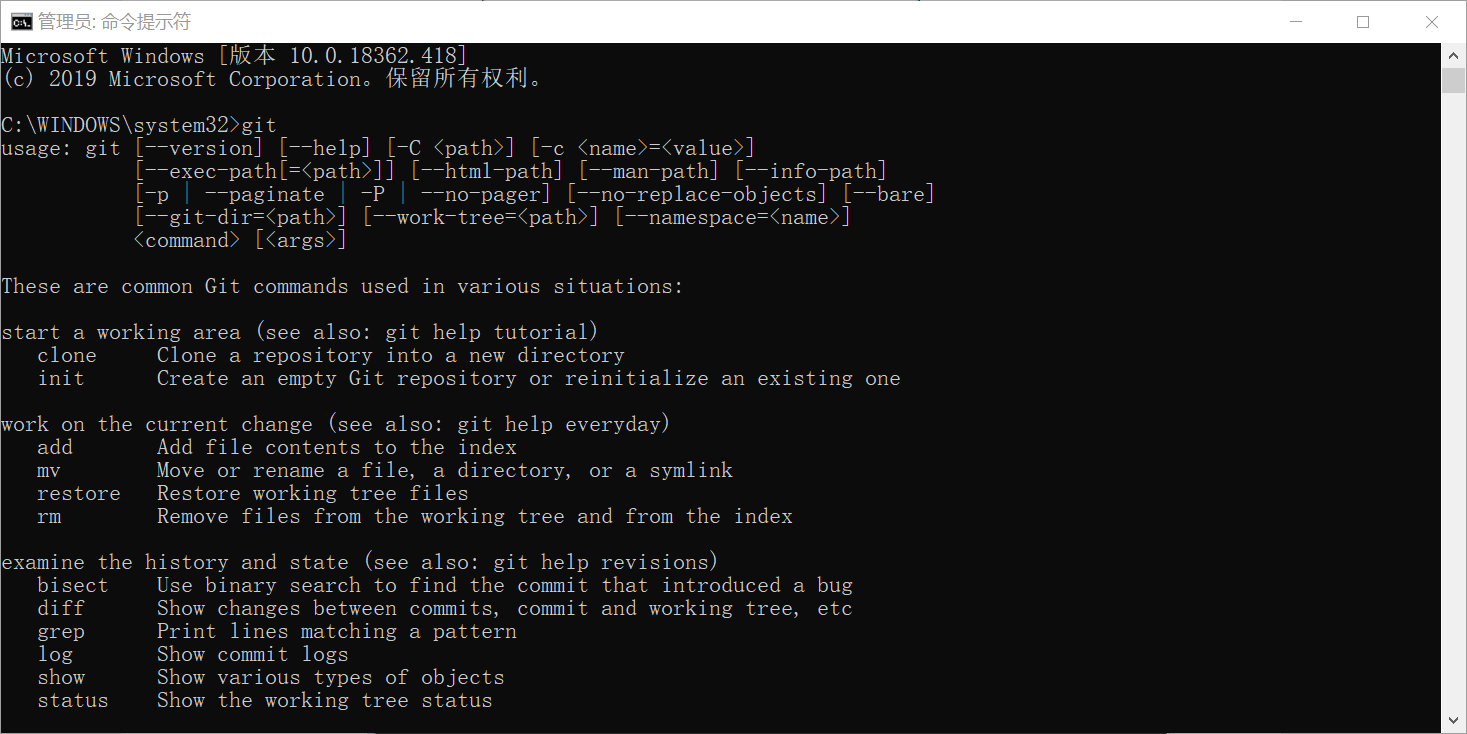 管理员: 命令提示符
Microsoft Windows [版本 10.0.18362.418]
(c) 2019 Microsoft Corporation。保留所有权利。
C:\WINDOWS\system32>git
usage: git [--version] [--help] [-C <path>] [-c <name>=<value>]
           [--exec-path[=<path>]] [--html-path] [--man-path] [--info-path]
           [-p | --paginate | -P | --no-pager] [--no-replace-objects] [--bare]
           [--git-dir=<path>] [--work-tree=<path>] [--namespace=<name>]
           <command> [<args>]
These are common Git commands used in various situations:
start a working area (see also: git help tutorial)
   clone     Clone a repository into a new directory
   init      Create an empty Git repository or reinitialize an existing one
work on the current change (see also: git help everyday)
   add       Add file contents to the index
   mv        Move or rename a file, a directory, or a symlink
   restore   Restore working tree files
   rm        Remove files from the working tree and from the index
examine the history and state (see also: git help revisions)
   bisect    Use binary search to find the commit that introduced a bug
   diff      Show changes between commits, commit and working tree, etc
   grep      Print lines matching a pattern
   log       Show commit logs
   show      Show various types of objects
   status    Show the working tree status